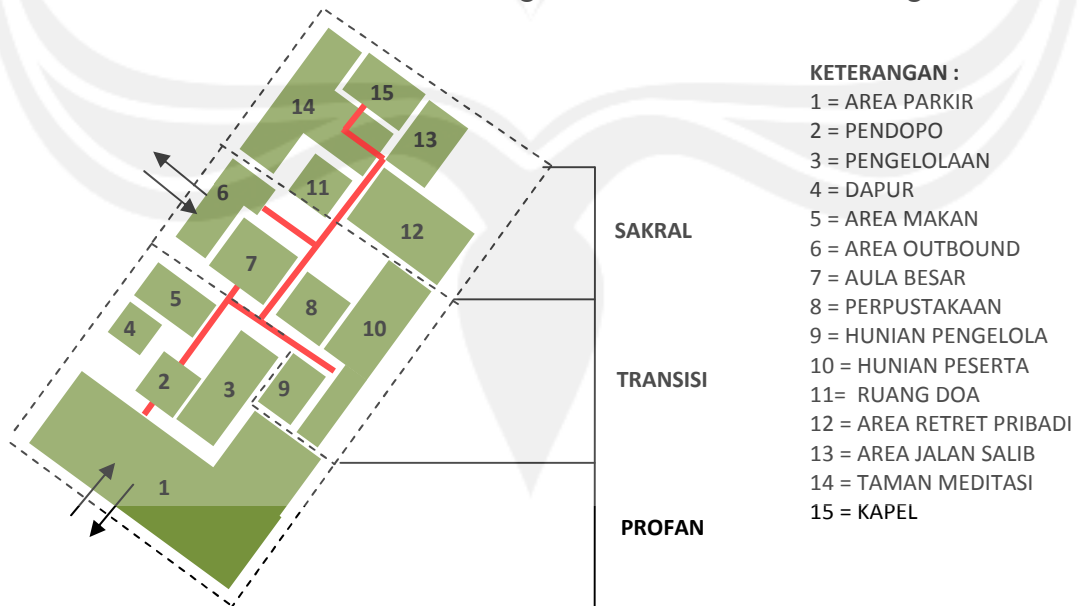 15
14
13
6
11
12
7
5
8
10
4
2
3
9
1
SAKRAL
TRANSISI
PROFAN
KETERANGAN :
1 = AREA PARKIR
2 = PENDOPO
3 = PENGELOLAAN
4 = DAPUR
5 = AREA MAKAN
6 = AREA OUTBOUND
7 = AULA BESAR
8 = PERPUSTAKAAN
9 = HUNIAN PENGELOLA
10 = HUNIAN PESERTA
11=  RUANG DOA
12 = AREA RETRET PRIBADI
13 = AREA JALAN SALIB
14 = TAMAN MEDITASI
15 = KAPEL